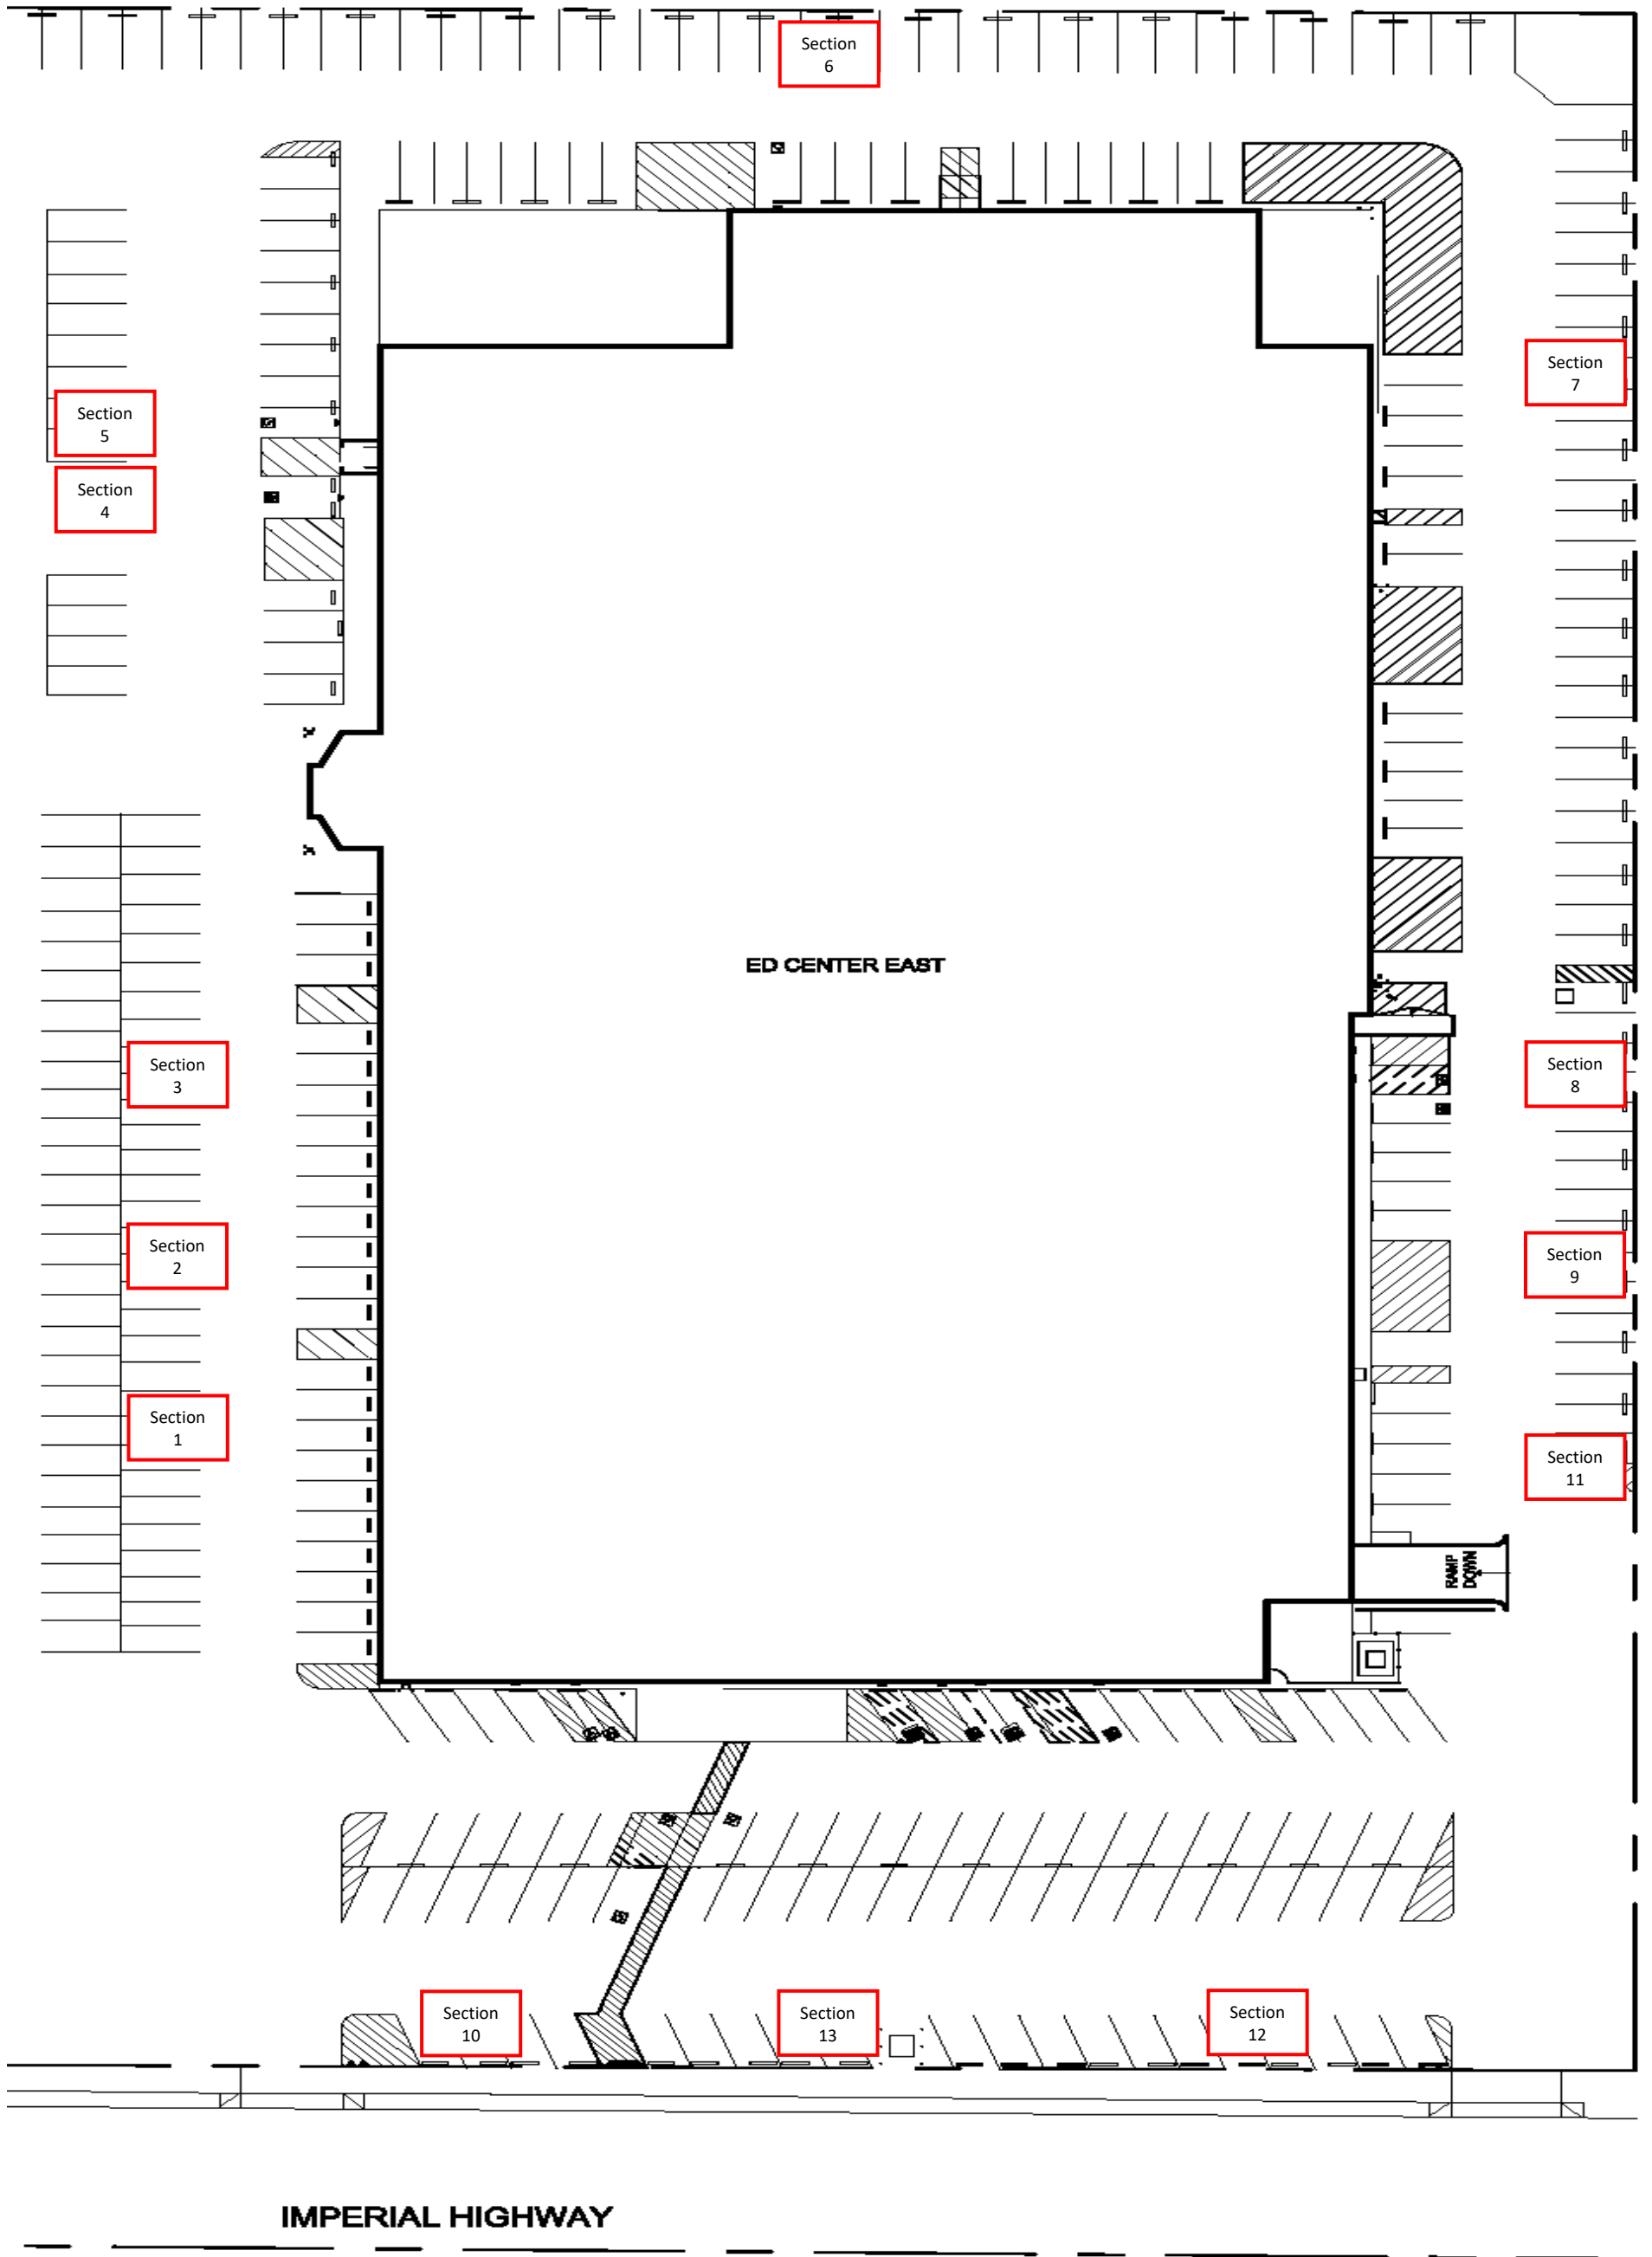 Section
6
Section
7
Section
5
Section
4
ED CENTER EAST
Section
3
Section
8
Section
2
Section
9
Section
1
Section
11
RAMP
DOWN
Section
10
Section
13
Section
12
IMPERIAL HIGHWAY